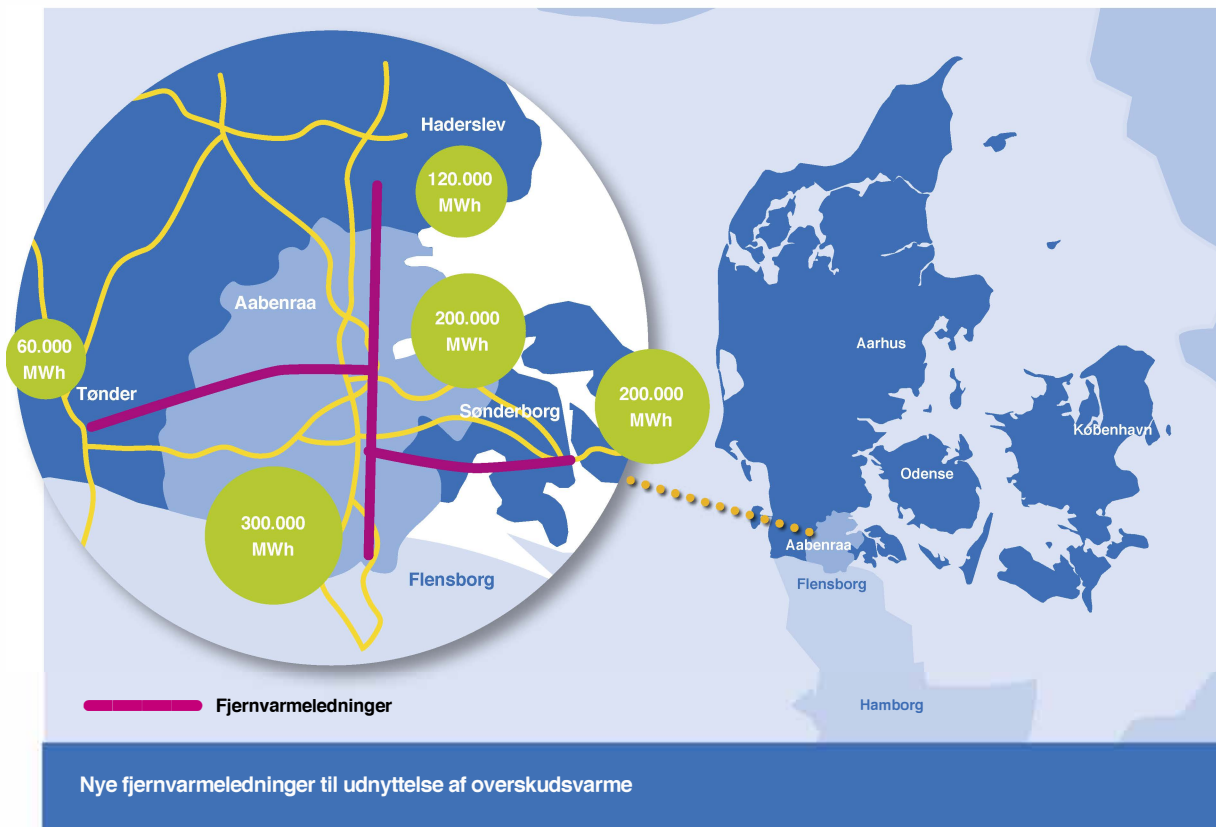 Haderslev
120.000
MWh
Aabenraa
200.000
MWh
60.000
MWh
Tønder
Sønderborg
200.000
MWh
300.000
MWh
Flensborg
Aarhus
København
Odense
Aabenraa
Flensborg
Hamborg
Fjernvarmeledninger
Nye fjernvarmeledninger til udnyttelse af overskudsvarme